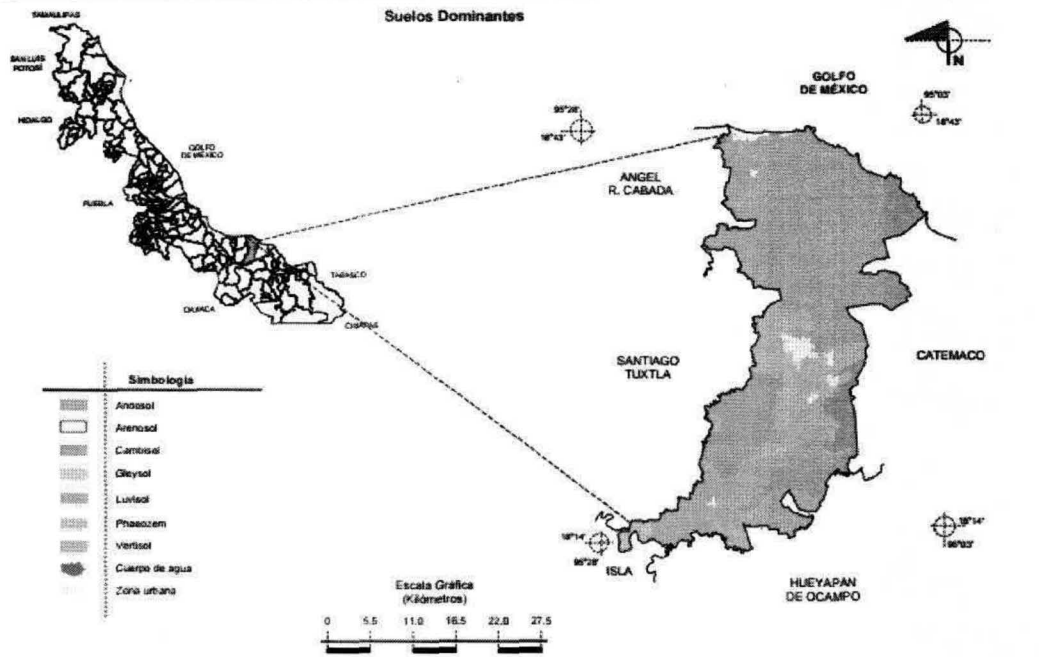 Suelos Dominantes
TAMAULIPAS
SAN LUIS
POTOSÍ
HIDALGO
GOLFO
DE MÉXICO
PUEBLA
OAXACA
TABASCO
CHIAPAS
N
GOLFO
DE MÉXICO
95°28'
18°43'
95°03'
18°43'
ANGEL
R. CABADA
SANTIAGO
TUXTLA
CATEMACO
18°14'
95°28'
ISLA
18°14'
95°03'
HUEYAPAN
DE OCAMPO
Simbología
Andosol
Arenosol
Cambisol
Gleysol
Luvisol
Phaeozem
Vertisol
Cuerpo de agua
Zona urbana
Escala Gráfica
(Kilómetros)
0 5.5 11.0 16.5 22.0 27.5